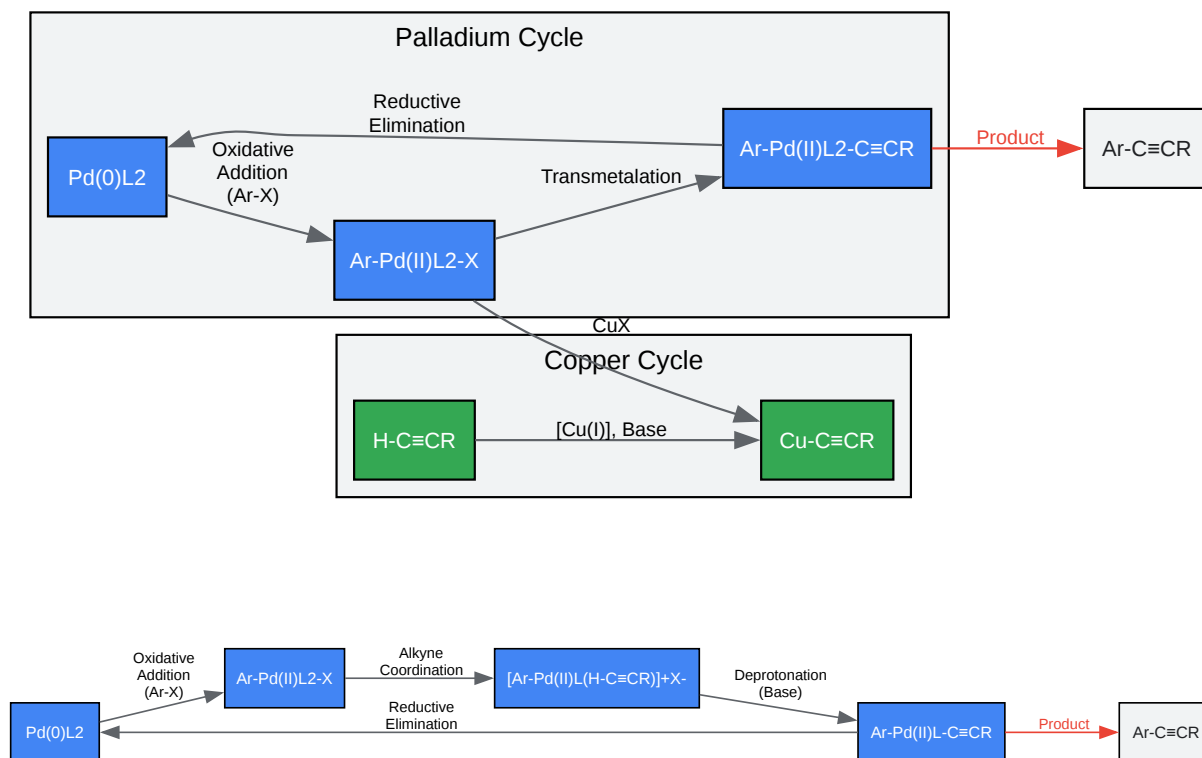 Palladium Cycle
Reductive
Elimination
Oxidative
Addition
(Ar-X)
Pd(0)L2
Transmetalation
Ar-Pd(II)L2-C≡CR
Product
Ar-C≡CR
Ar-Pd(II)L2-X
CuX
Copper Cycle
H-C≡CR
[Cu(I)], Base
Cu-C≡CR
Oxidative
Addition
(Ar-X)
Ar-Pd(II)L2-X
Alkyne
Coordination
[Ar-Pd(II)L(H-C≡CR)]+X-
Deprotonation
(Base)
Pd(0)L2
Reductive
Elimination
Ar-Pd(II)L-C≡CR
Product
Ar-C≡CR